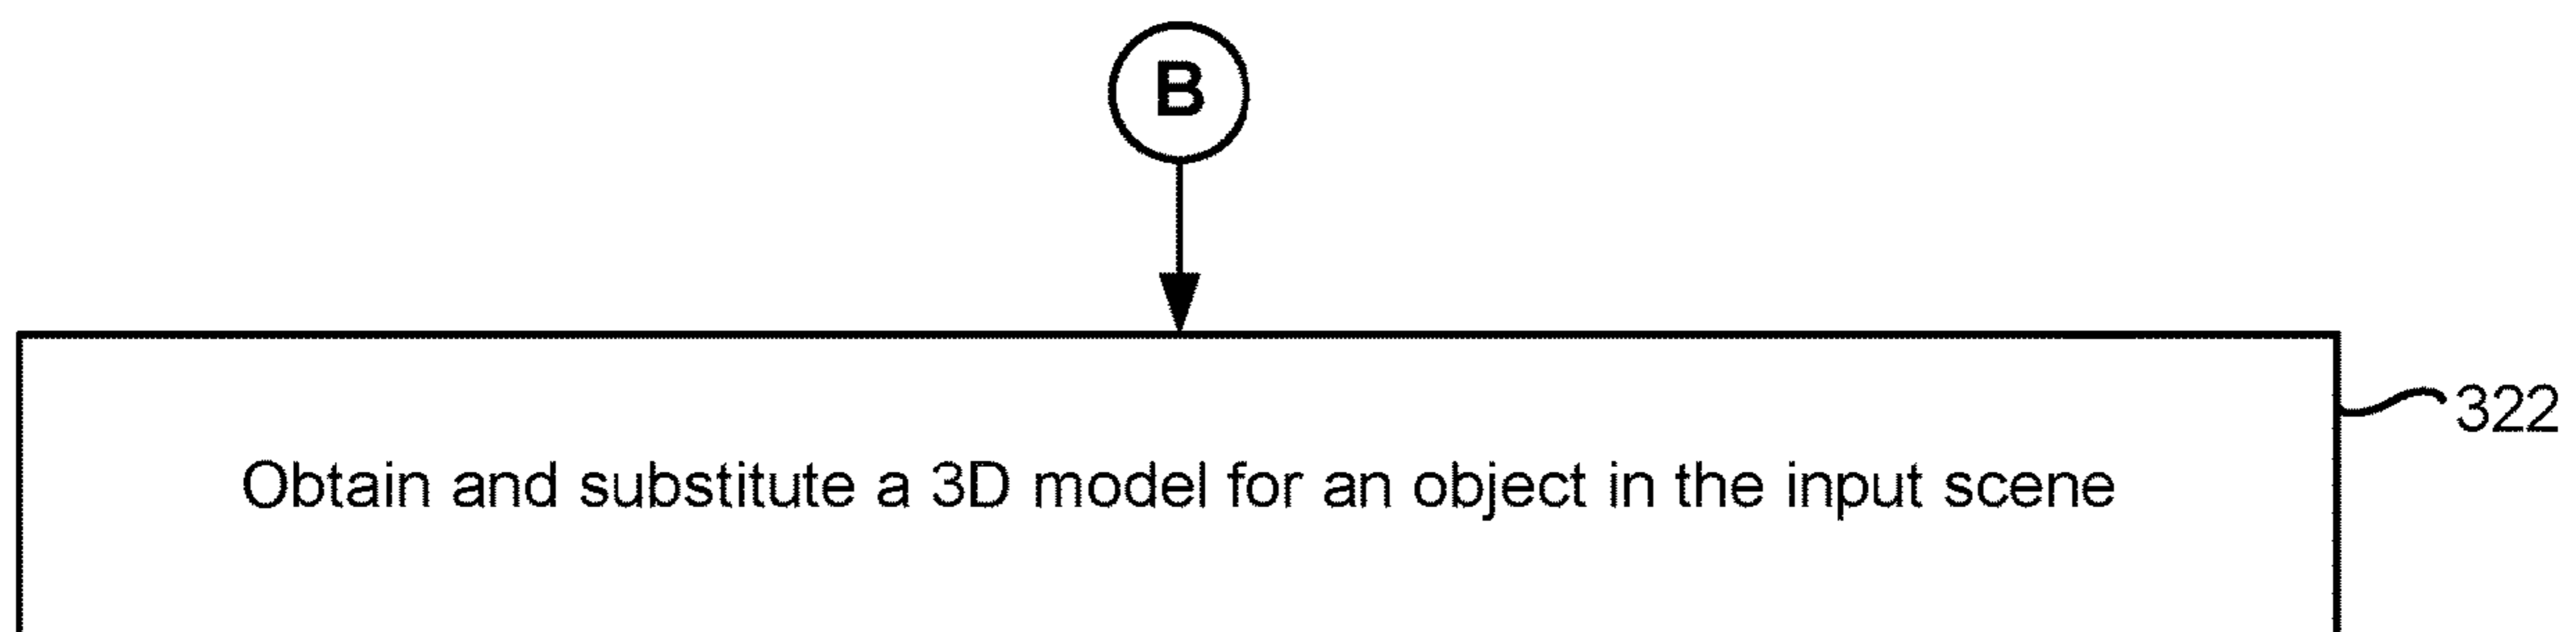 B
322
Obtain and substitute a 3D model for an object in the input scene